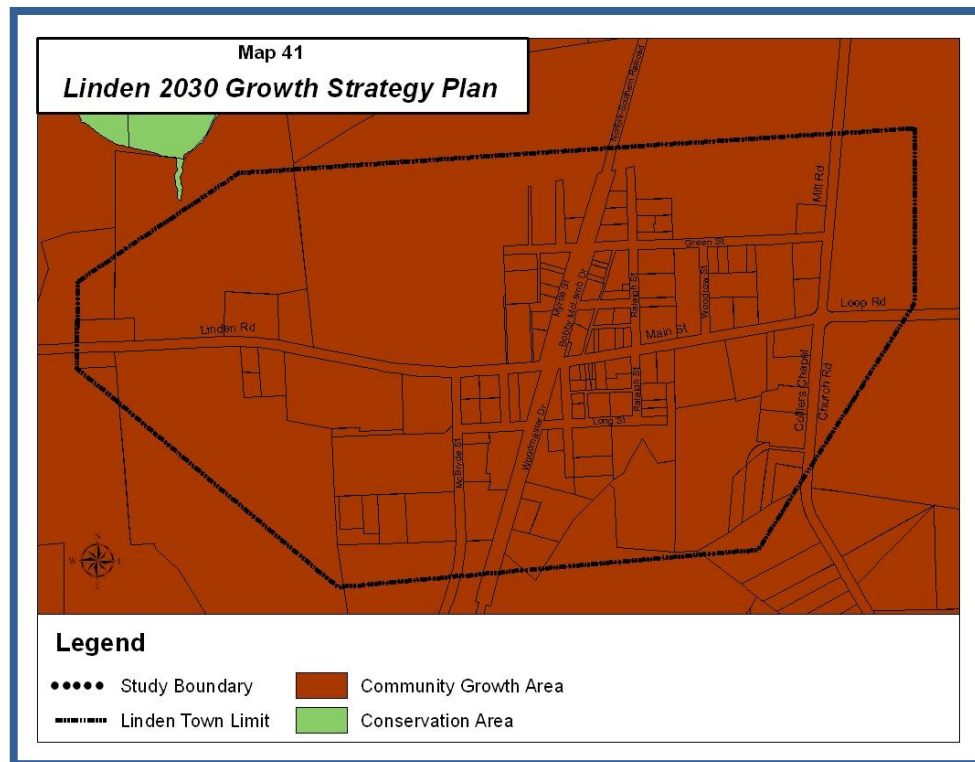 Map 41
Linden 2030 Growth Strategy Plan
Norfolk-Southern Railroad
Mill Rd
Green St
Myrtle St
Bobby McLamb Dr
Raleigh St
Woodrow St
Loop Rd
Linden Rd
Main St
Colliers Chapel
Church Rd
Raleigh St
Long St
McBryde St
Woodmaster Dr
N
W E
S
Legend
Study Boundary
Community Growth Area
Linden Town Limit
Conservation Area